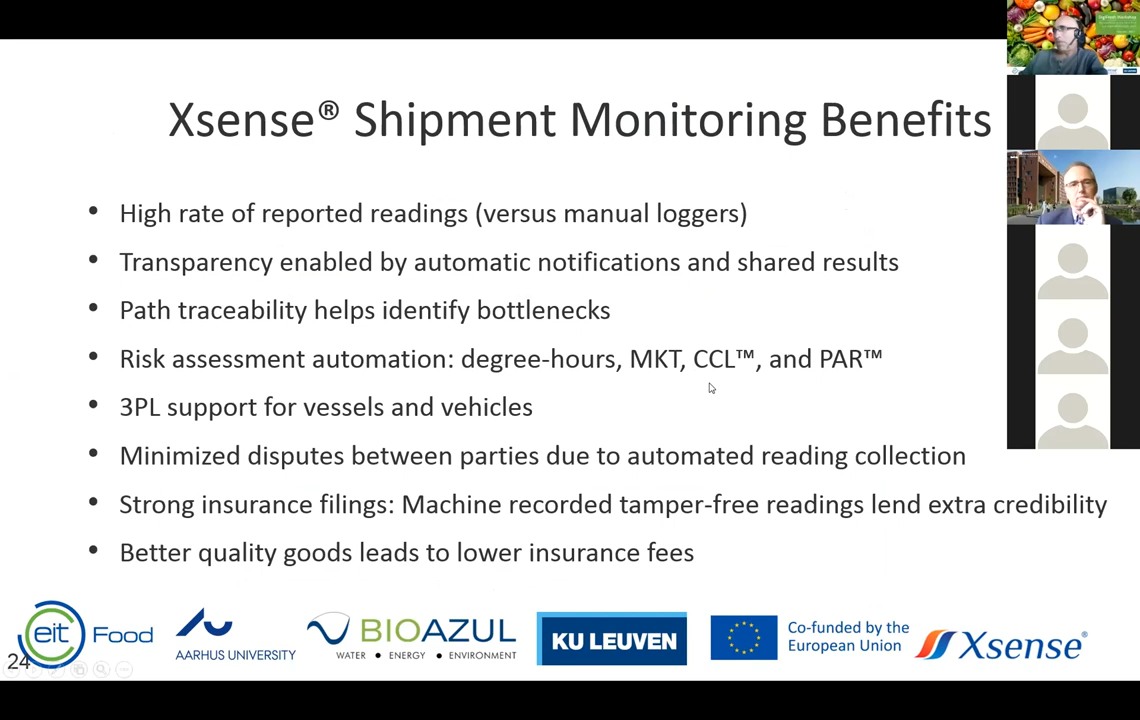 Xsense® Shipment Monitoring Benefits
• High rate of reported readings (versus manual loggers)
• Transparency enabled by automatic notifications and shared results
• Path traceability helps identify bottlenecks
• Risk assessment automation: degree-hours, MKT, CCL™, and PAR™
• 3PL support for vessels and vehicles
• Minimized disputes between parties due to automated reading collection
• Strong insurance filings: Machine recorded tamper-free readings lend extra credibility
• Better quality goods leads to lower insurance fees
eit Food
AARHUS UNIVERSITY
BIOAZUL
WATER • ENERGY • ENVIRONMENT
KU LEUVEN
Co-funded by the
European Union
Xsense®
24